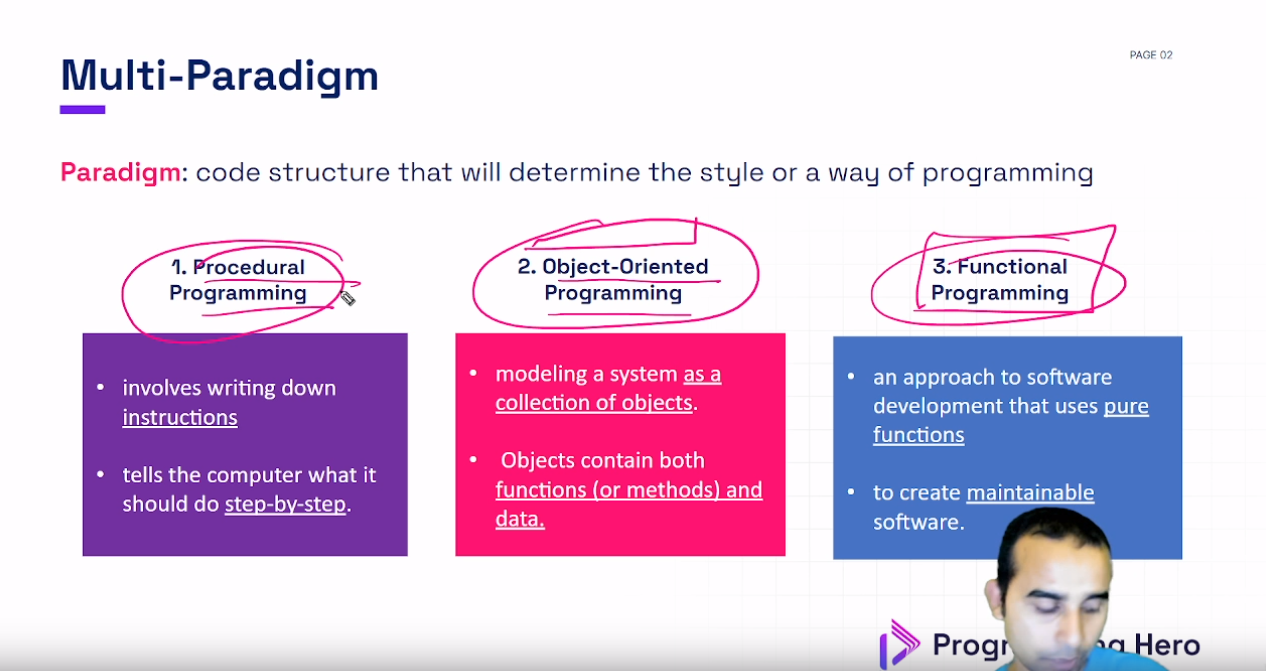 PAGE 02
Multi-Paradigm
Paradigm: code structure that will determine the style or a way of programming
1. Procedural
Programming
• involves writing down
instructions
• tells the computer what it
should do step-by-step.
2. Object-Oriented
Programming
• modeling a system as a
collection of objects.
• Objects contain both
functions (or methods) and
data.
3. Functional
Programming
• an approach to software
development that uses pure
functions
• to create maintainable
software.
Hero